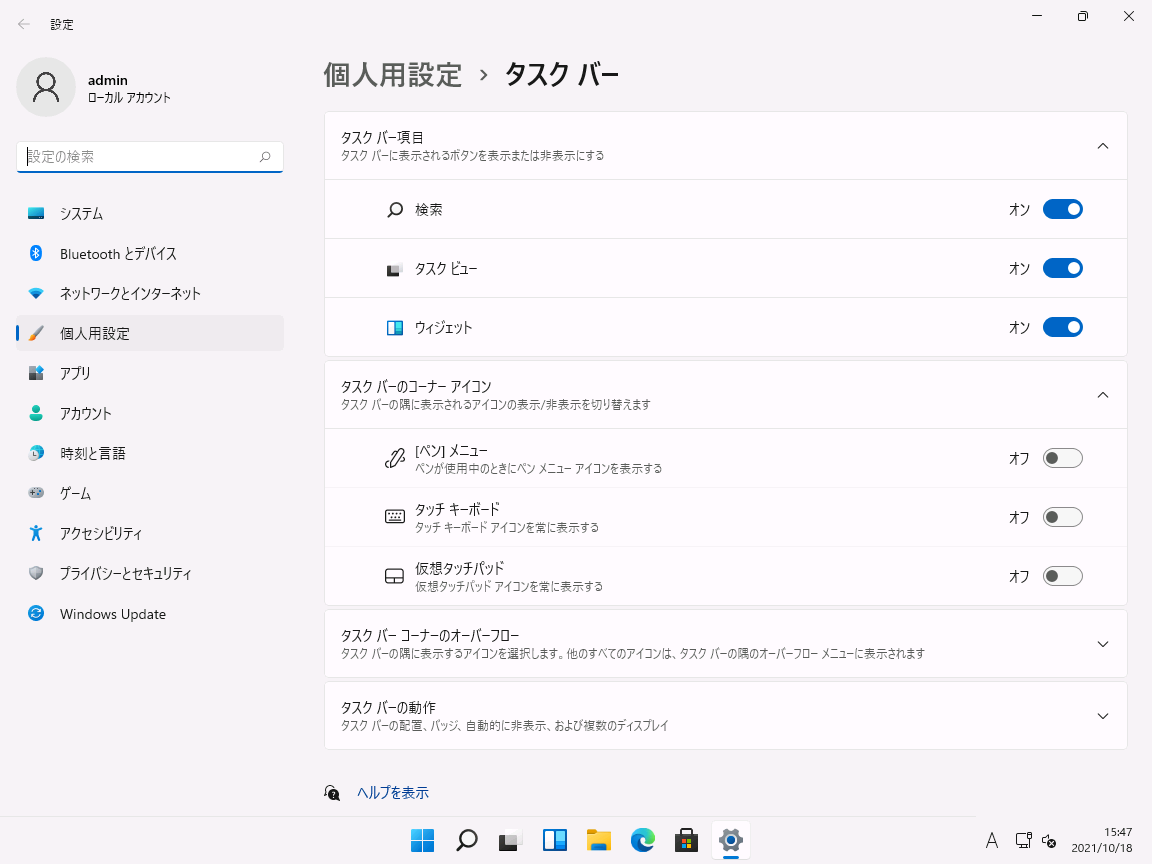 設定
admin
ローカル アカウント
設定の検索
システム
Bluetooth とデバイス
ネットワークとインターネット
個人用設定
アプリ
アカウント
時刻と言語
ゲーム
アクセシビリティ
プライバシーとセキュリティ
Windows Update
個人用設定 › タスク バー
タスク バー項目
タスク バーに表示されるボタンを表示または非表示にする
検索 オン
タスク ビュー オン
ウィジェット オン
タスク バーのコーナー アイコン
タスク バーの隅に表示されるアイコンの表示/非表示を切り替えます
[ペン] メニュー
ペンが使用中のときにペン メニュー アイコンを表示する
オフ
タッチ キーボード
タッチ キーボード アイコンを常に表示する
オフ
仮想タッチパッド
仮想タッチパッド アイコンを常に表示する
オフ
タスク バー コーナーのオーバーフロー
タスク バーの隅に表示するアイコンを選択します。他のすべてのアイコンは、タスク バーの隅のオーバーフロー メニューに表示されます
タスク バーの動作
タスク バーの配置、バッジ、自動的に非表示、および複数のディスプレイ
ヘルプを表示
A
15:47
2021/10/18